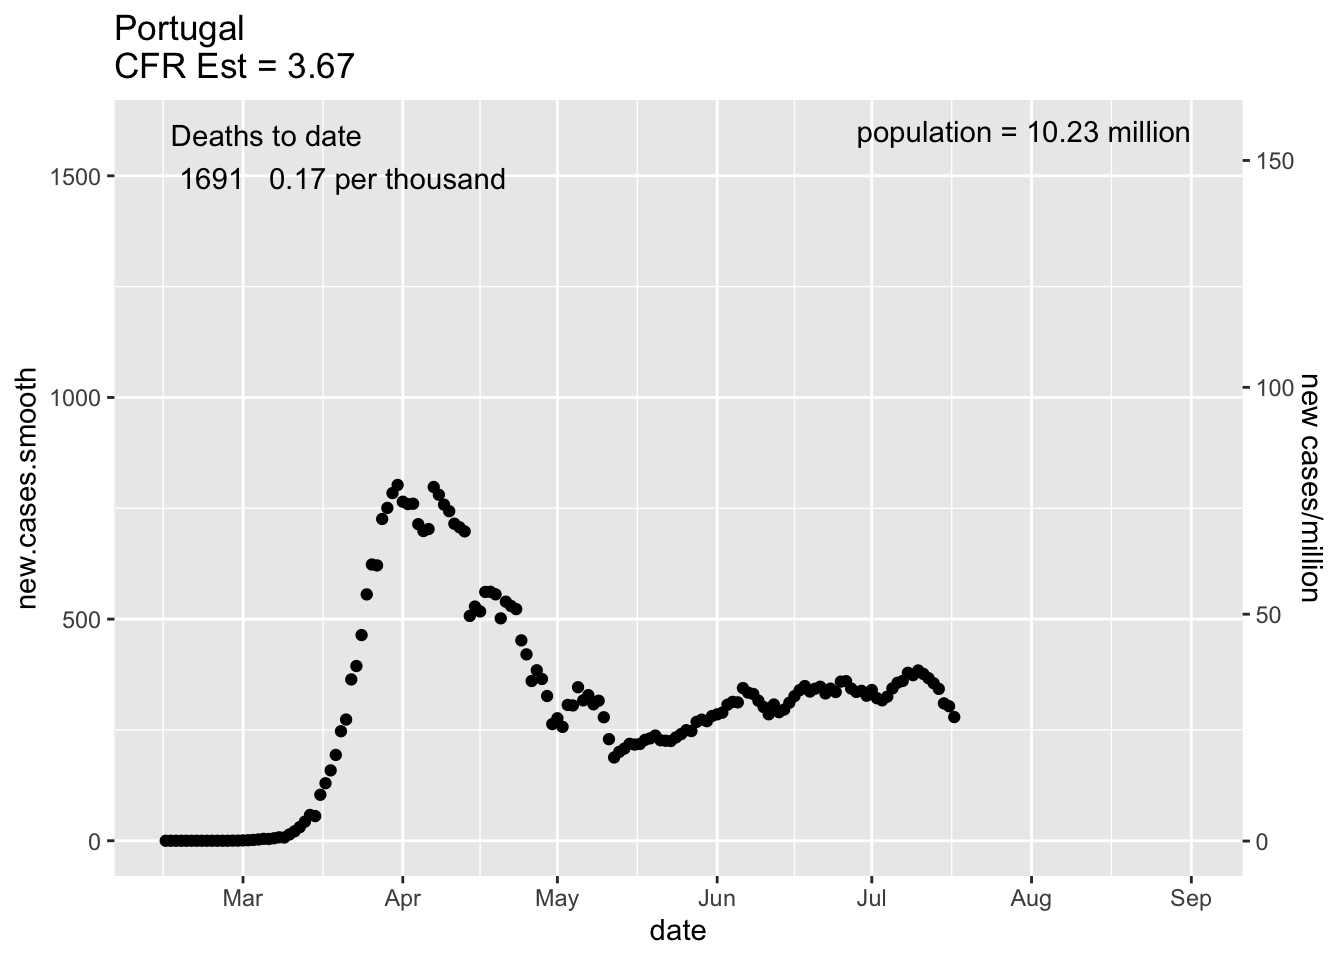 Portugal
CFR Est = 3.67
Deaths to date
1691 0.17 per thousand
population = 10.23 million
new.cases.smooth
1500
1000
500
0
150
100
50
0
new cases/million
Mar Apr May Jun Jul Aug Sep
date